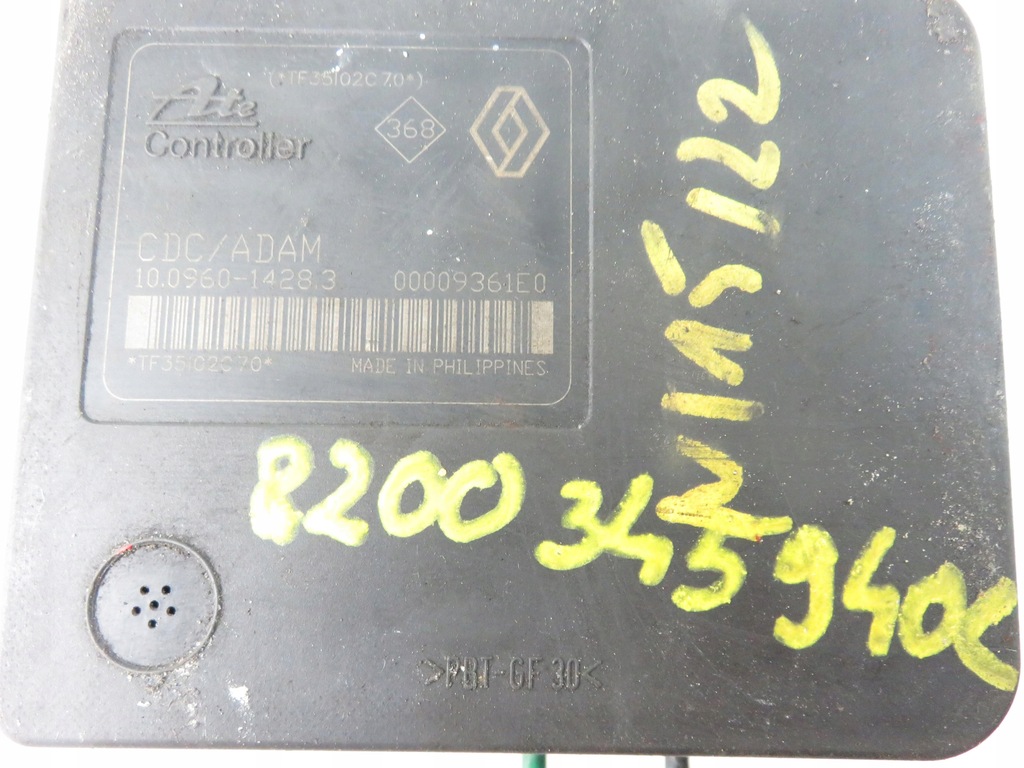 (*TF35102C70*)
Ate
Controller
368
CDC/ADAM
10.0960-1428.3 00009361E0
*TF35102C70*
MADE IN PHILIPPINES
8200 345 940C
>PBT-GF 30<